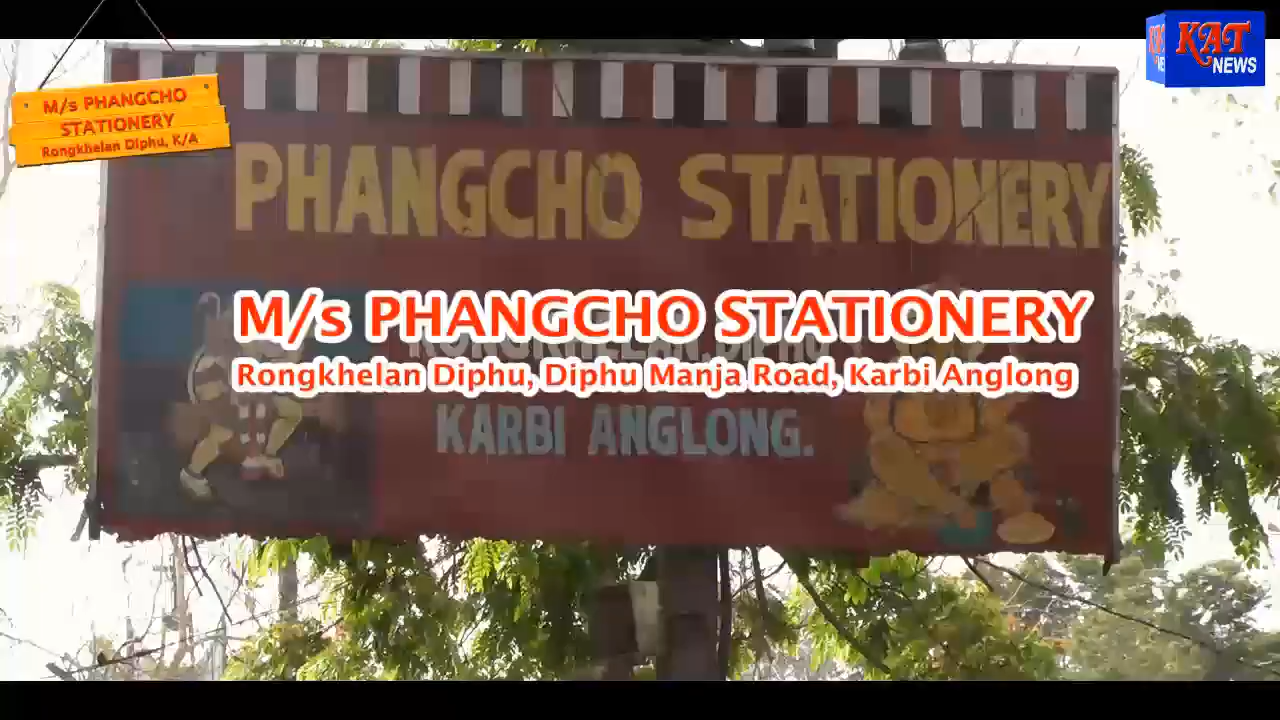 M/s PHANGCHO
STATIONERY
Rongkhelan Diphu, K/A
KAT
NEWS
PHANGCHO STATIONERY
M/s PHANGCHO STATIONERY
Rongkhelan Diphu, Diphu Manja Road, Karbi Anglong
KARBI ANGLONG.